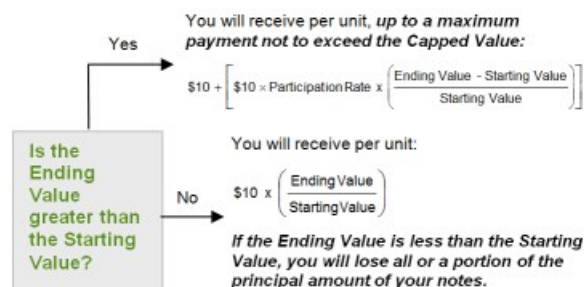 You will receive per unit, up to a maximum
payment not to exceed the Capped Value:
Yes
$10 + [ $10 × Participation Rate x ( Ending Value - Starting Value
Starting Value ) ]
Is the
Ending
Value
greater than
the Starting
Value?
No
You will receive per unit:
$10 x ( Ending Value
Starting Value )
If the Ending Value is less than the Starting
Value, you will lose all or a portion of the
principal amount of your notes.